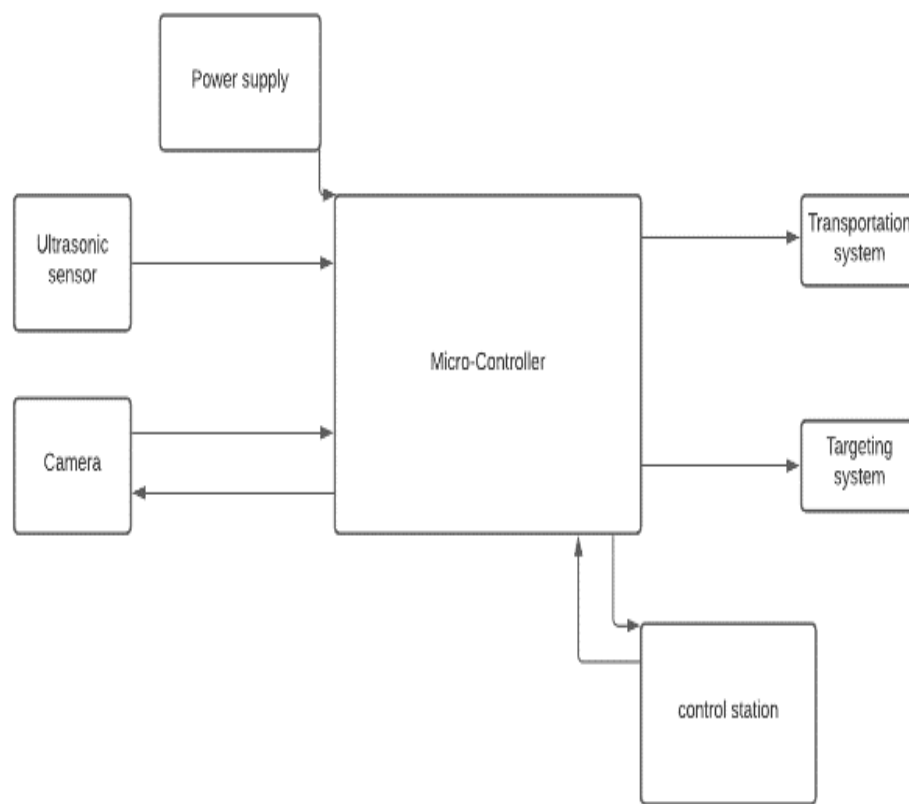 Power supply
Ultrasonic
sensor
Transportation
system
Micro-Controller
Camera
Targeting
system
control station